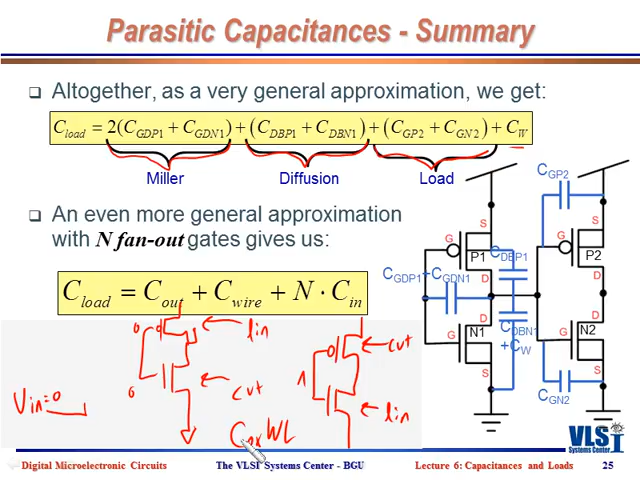 Parasitic Capacitances - Summary
Altogether, as a very general approximation, we get:
C_load = 2(C_GDP1 + C_GDN1) + (C_DBP1 + C_DBN1) + (C_GP2 + C_GN2) + C_W
Miller Diffusion Load
An even more general approximation
with N fan-out gates gives us:
C_load = C_out + C_wire + N · C_in
C_GP2
S S
G G
P1 C_DBP1 P2
C_GDP1+C_GDN1 D D
D D
G N1 C_DBN1 G N2
+C_W
S S
C_GN2
0 lin cut
0 cut 1 lin
Vin=0
CoxWL
VLSI
Systems Center
Digital Microelectronic Circuits The VLSI Systems Center - BGU Lecture 6: Capacitances and Loads 25